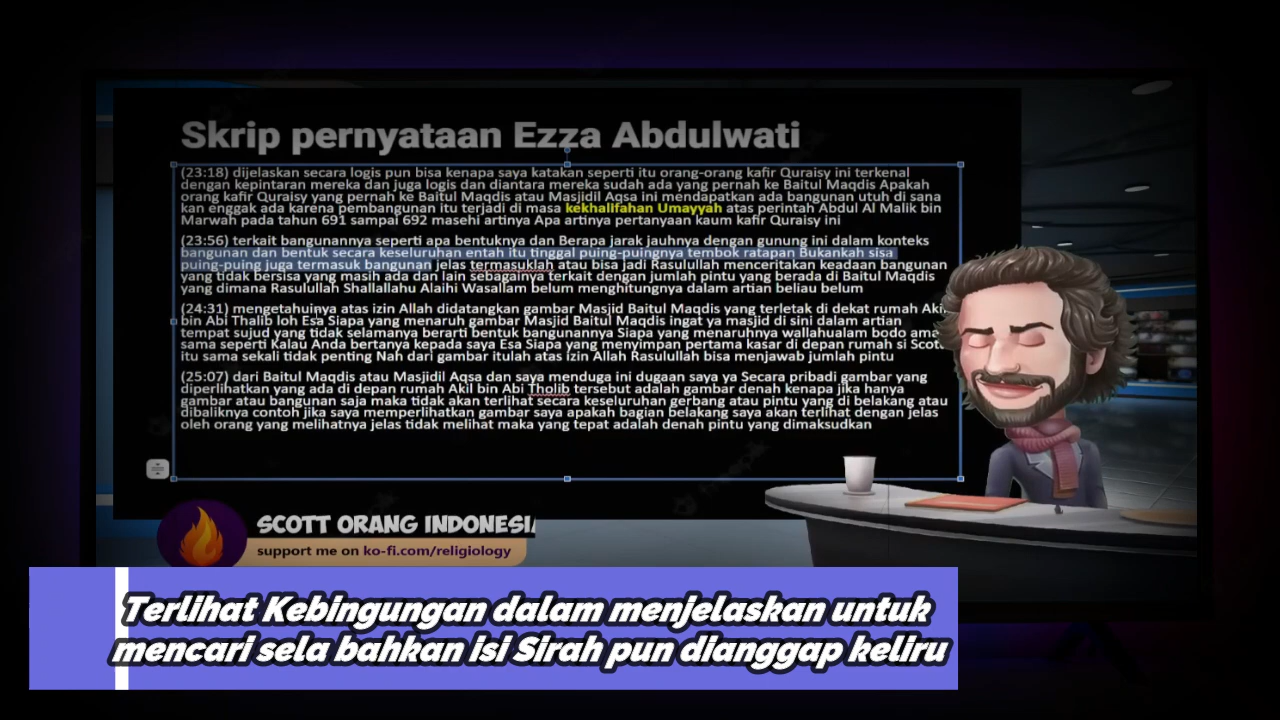 Skrip pernyataan Ezza Abdulwati
(23:18) dijelaskan secara logis pun bisa kenapa saya katakan seperti itu orang-orang kafir Quraisy ini terkenal
dengan kepintaran mereka dan juga logis dan diantara mereka sudah ada yang pernah ke Baitul Maqdis Apakah
orang kafir Quraisy yang pernah ke Baitul Maqdis atau Masjidil Aqsa ini mendapatkan ada bangunan utuh di sana
kan enggak ada karena pembangunan itu terjadi di masa kekhalifahan Umayyah atas perintah Abdul Al Malik bin
Marwah pada tahun 691 sampai 692 masehi artinya Apa artinya pertanyaan kaum kafir Quraisy ini
(23:56) terkait bangunannya seperti apa bentuknya dan Berapa jarak jauhnya dengan gunung ini dalam konteks
bangunan dan bentuk secara keseluruhan entah itu tinggal puing-puingnya tembok ratapan Bukankah sisa
puing-puing juga termasuk bangunan jelas termasuklah atau bisa jadi Rasulullah menceritakan keadaan bangunan
yang tidak bersisa yang masih ada dan lain sebagainya terkait dengan jumlah pintu yang berada di Baitul Maqdis
yang dimana Rasulullah Shallallahu Alaihi Wasallam belum menghitungnya dalam artian beliau belum
(24:31) mengetahuinya atas izin Allah didatangkan gambar Masjid Baitul Maqdis yang terletak di dekat rumah Akil
bin Abi Thalib loh Esa Siapa yang menaruh gambar Masjid Baitul Maqdis ingat ya masjid di sini dalam artian
tempat sujud yang tidak selamanya berarti bentuk bangunannya Siapa yang menaruhnya wallahualam bodo ame
sama seperti Kalau Anda bertanya kepada saya Esa Siapa yang menyimpan pertama kasar di depan rumah si Scott
itu sama sekali tidak penting Nah dari gambar itulah atas izin Allah Rasulullah bisa menjawab jumlah pintu
(25:07) dari Baitul Maqdis atau Masjidil Aqsa dan saya menduga ini dugaan saya ya Secara pribadi gambar yang
diperlihatkan yang ada di depan rumah Akil bin Abi Tholib tersebut adalah gambar denah kenapa jika hanya
gambar atau bangunan saja maka tidak akan terlihat secara keseluruhan gerbang atau pintu yang di belakang atau
dibaliknya contoh jika saya memperlihatkan gambar saya apakah bagian belakang saya akan terlihat dengan jelas
oleh orang yang melihatnya jelas tidak melihat maka yang tepat adalah denah pintu yang dimaksudkan
SCOTT ORANG INDONESIA
support me on ko-fi.com/religiology
Terlihat Kebingungan dalam menjelaskan untuk
mencari sela bahkan isi Sirah pun dianggap keliru